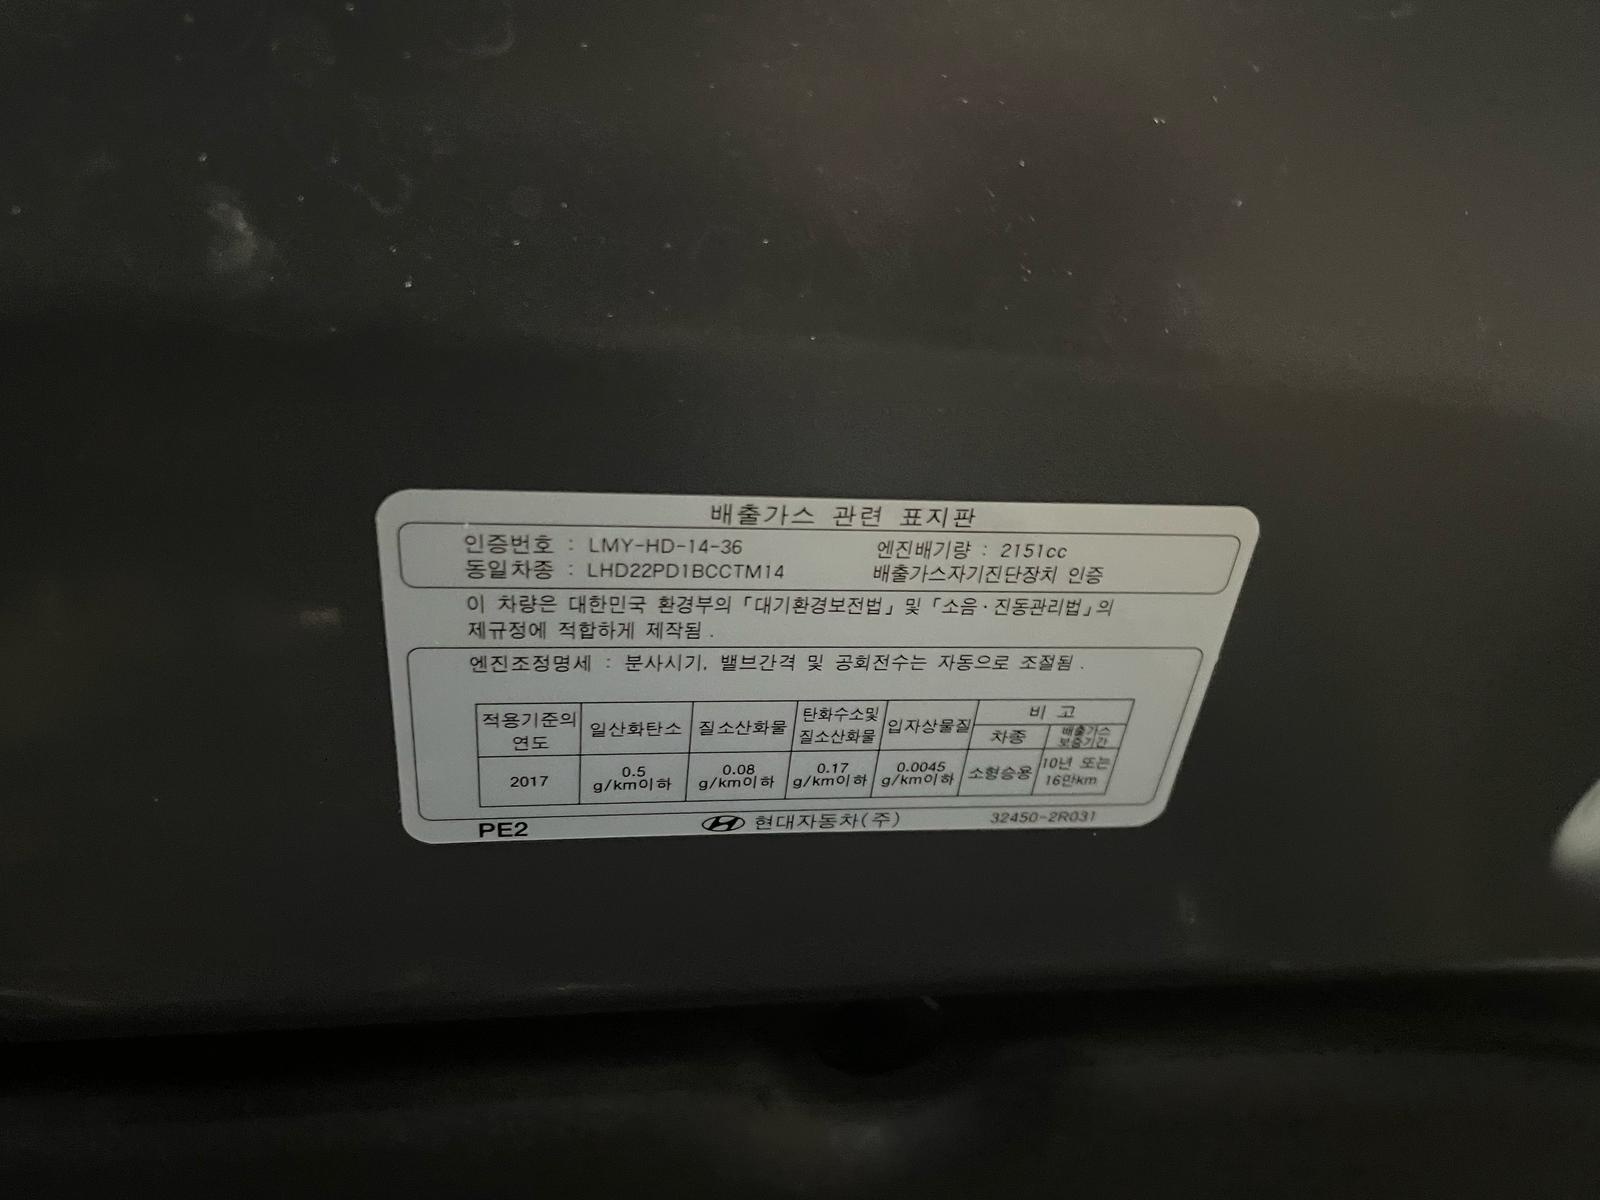 배출가스 관련 표지판
인증번호 : LMY-HD-14-36 엔진배기량 : 2151cc
동일차종 : LHD22PD1BCCTM14 배출가스자기진단장치 인증
이 차량은 대한민국 환경부의 「대기환경보전법」 및 「소음·진동관리법」의
제규정에 적합하게 제작됨.
엔진조정명세 : 분사시기, 밸브간격 및 공회전수는 자동으로 조절됨.
적용기준의 연도 일산화탄소 질소산화물 탄화수소및 질소산화물 입자상물질 비 고
차종 배출가스 보증기간
2017 0.5 g/km이하 0.08 g/km이하 0.17 g/km이하 0.0045 g/km이하 소형승용 10년 또는 16만km
PE2 현대자동차(주) 32450-2R031